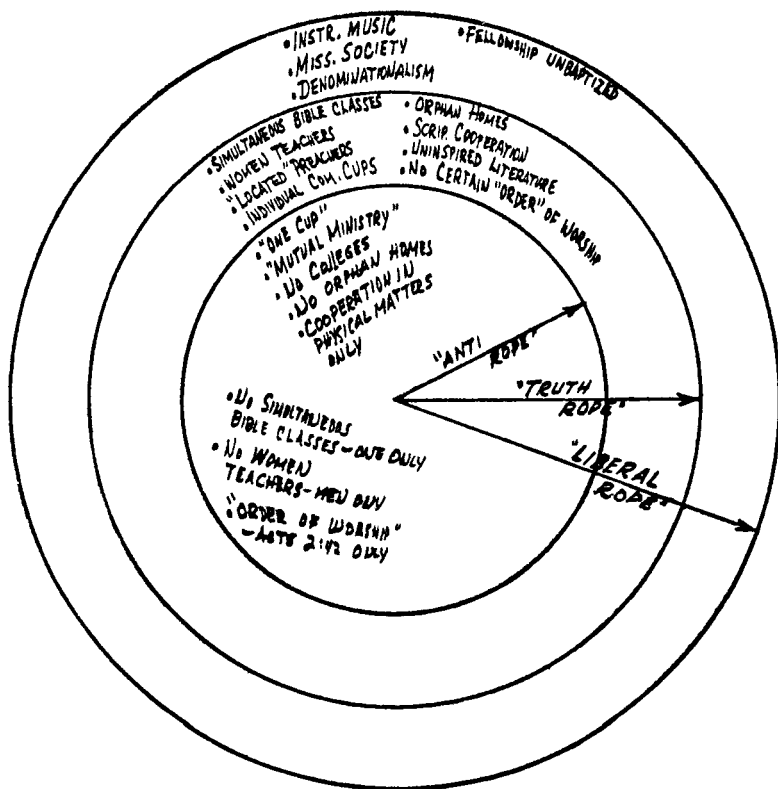 • INSTR. MUSIC
• MISS. SOCIETY
• DENOMINATIONALISM
• FELLOWSHIP UNBAPTIZED
• SIMULTANEOUS BIBLE CLASSES
• WOMEN TEACHERS
• "LOCATED" PREACHERS
• INDIVIDUAL COM. CUPS
• ORPHAN HOMES
• SCRIP. COOPERATION
• UNINSPIRED LITERATURE
• NO CERTAIN "ORDER" OF WORSHIP
• "ONE CUP"
• "MUTUAL MINISTRY"
• NO COLLEGES
• NO ORPHAN HOMES
• COOPERATION IN
PHYSICAL MATTERS
ONLY
"ANTI
ROPE"
"TRUTH
ROPE"
"LIBERAL
ROPE"
• NO SIMULTANEOUS
BIBLE CLASSES – ONE ONLY
• NO WOMEN
TEACHERS – MEN ONLY
• "ORDER OF WORSHIP"
– ACTS 2:42 ONLY